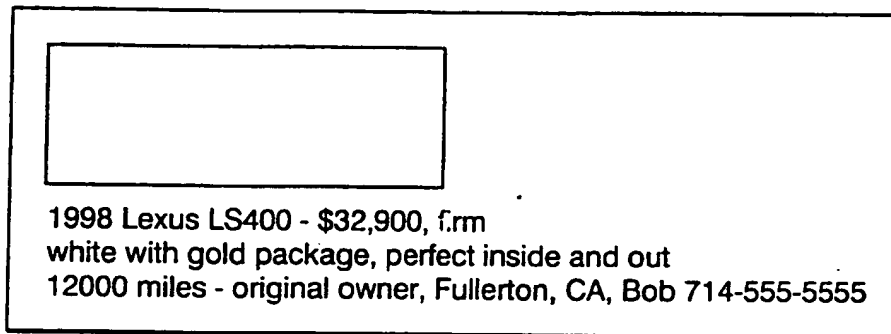 1998 Lexus LS400 - $32,900, firm
white with gold package, perfect inside and out
12000 miles - original owner, Fullerton, CA, Bob 714-555-5555